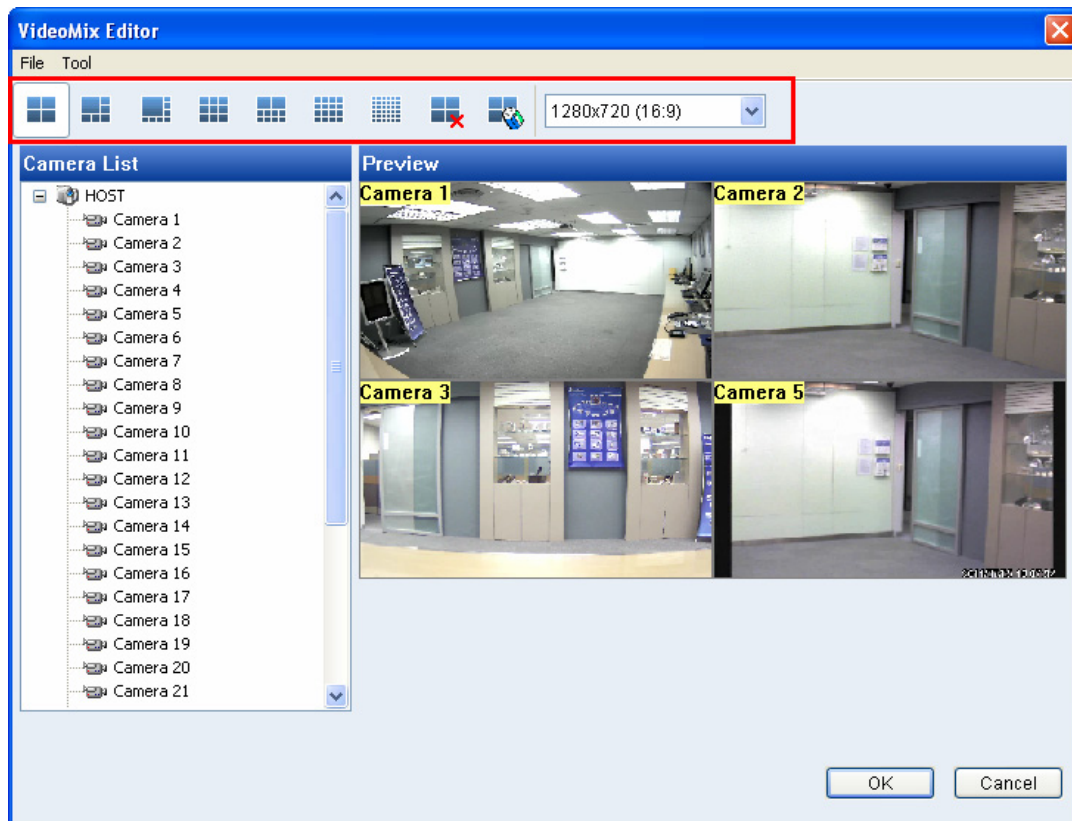 VideoMix Editor
File Tool
1280x720 (16:9)
Camera List
Preview
HOST
Camera 1
Camera 2
Camera 3
Camera 4
Camera 5
Camera 6
Camera 7
Camera 8
Camera 9
Camera 10
Camera 11
Camera 12
Camera 13
Camera 14
Camera 15
Camera 16
Camera 17
Camera 18
Camera 19
Camera 20
Camera 21
Camera 1
Camera 2
Camera 3
Camera 5
OK
Cancel